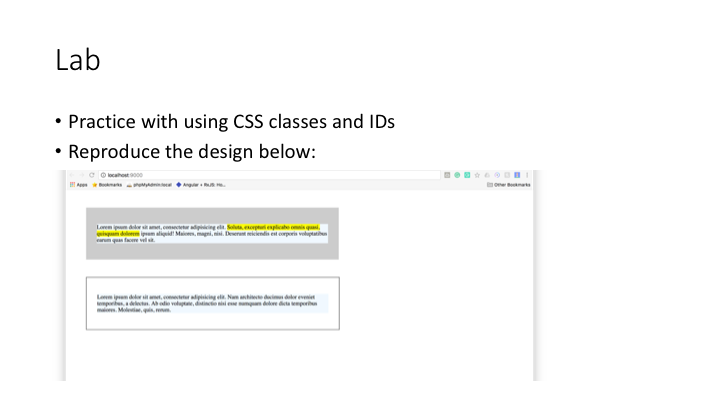 Lab
• Practice with using CSS classes and IDs
• Reproduce the design below:
localhost:9000
Apps Bookmarks phpMyAdmin.local Angular + RxJS: Ho... Other Bookmarks
Lorem ipsum dolor sit amet, consectetur adipisicing elit. Soluta, excepturi explicabo omnis quasi,
quisquam dolorem ipsum aliquid! Maiores, magni, nisi. Deserunt reiciendis est corporis voluptatibus
earum quas facere vel sit.
Lorem ipsum dolor sit amet, consectetur adipisicing elit. Nam architecto ducimus dolor eveniet
temporibus, a delectus. Ab odio voluptate, distinctio nisi esse numquam dolore dicta temporibus
maiores. Molestiae, quis, rerum.